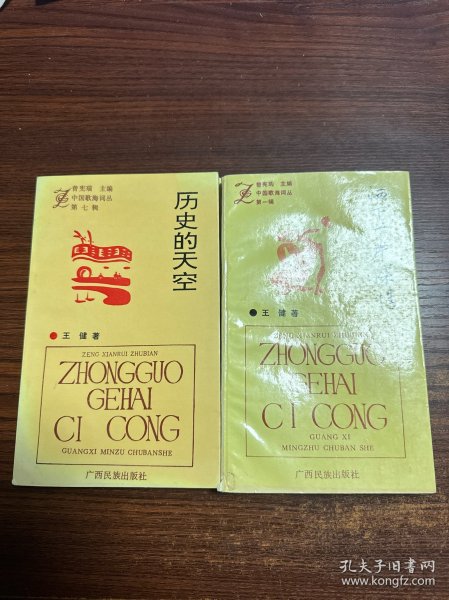 曾宪瑞 主编
中国歌海词丛
第七辑
历史的天空
王健著
ZENG XIANRUI ZHUBIAN
ZHONGGUO
GEHAI
CI CONG
GUANGXI MINZU CHUBANSHE
广西民族出版社
曾宪瑞 主编
中国歌海词丛
第一辑
王健著
ZENG XIANRUI ZHUBIAN
ZHONGGUO
GEHAI
CI CONG
GUANG XI
MINGZHU CHUBAN SHE
广西民族出版社
孔夫子旧书网
www.kongfz.com